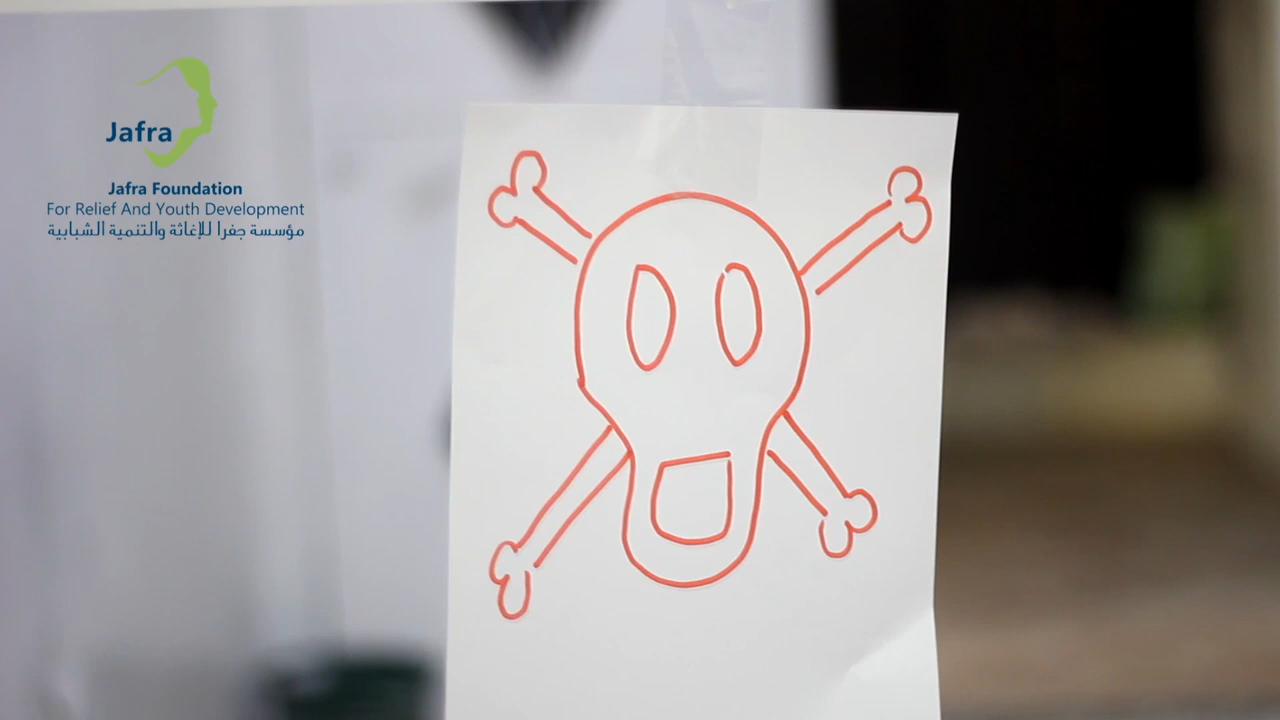 Jafra
Jafra Foundation
For Relief And Youth Development
مؤسسة جفرا للإغاثة والتنمية الشبابية